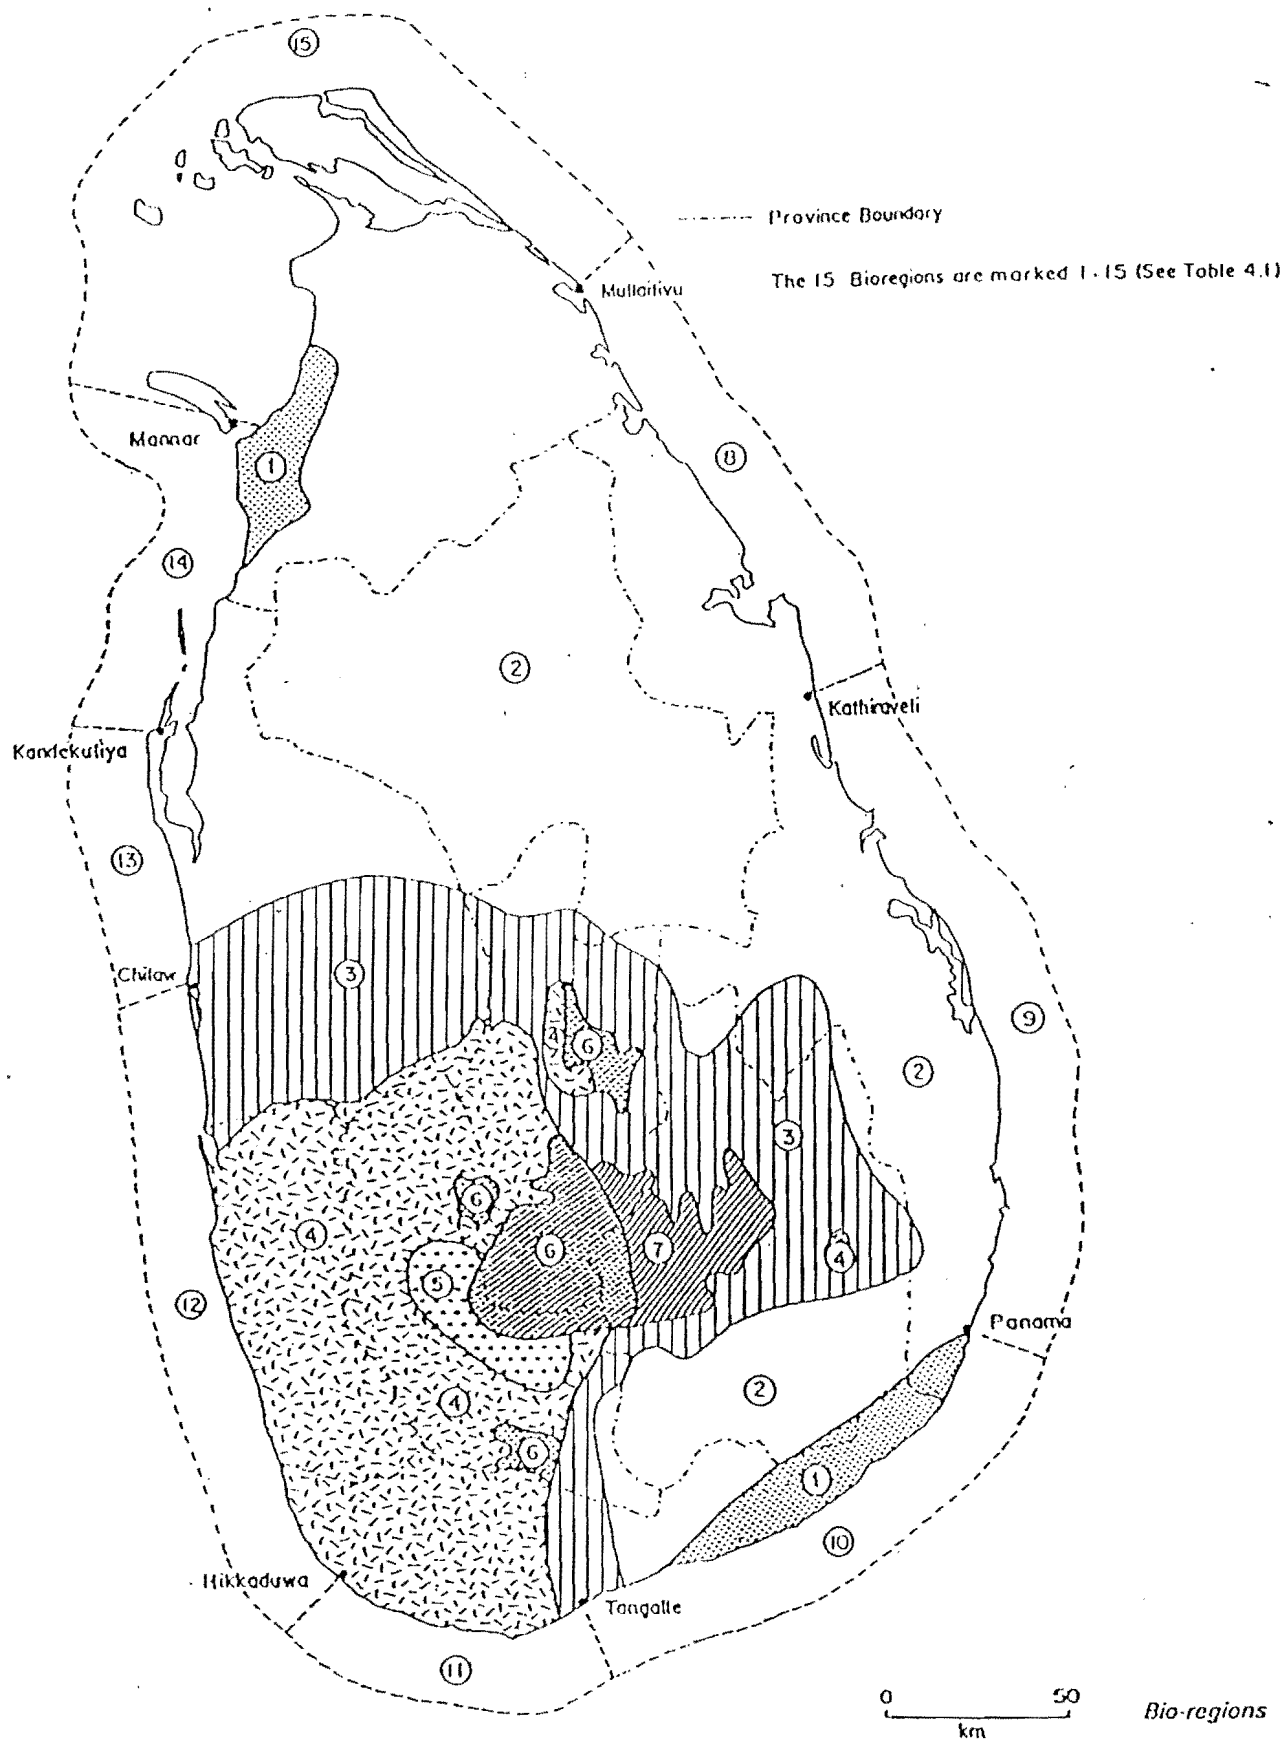 15
Province Boundary
The 15 Bioregions are marked 1-15 (See Table 4.1)
Mullaitivu
Mannar
1
8
14
2
Kathiraveli
Kandekutiya
13
3
Chilaw
9
4
6
2
3
6
4
6
7
4
5
12
Panama
2
4
6
1
10
Hikkaduwa
Tangalle
11
0 50
km
Bio-regions